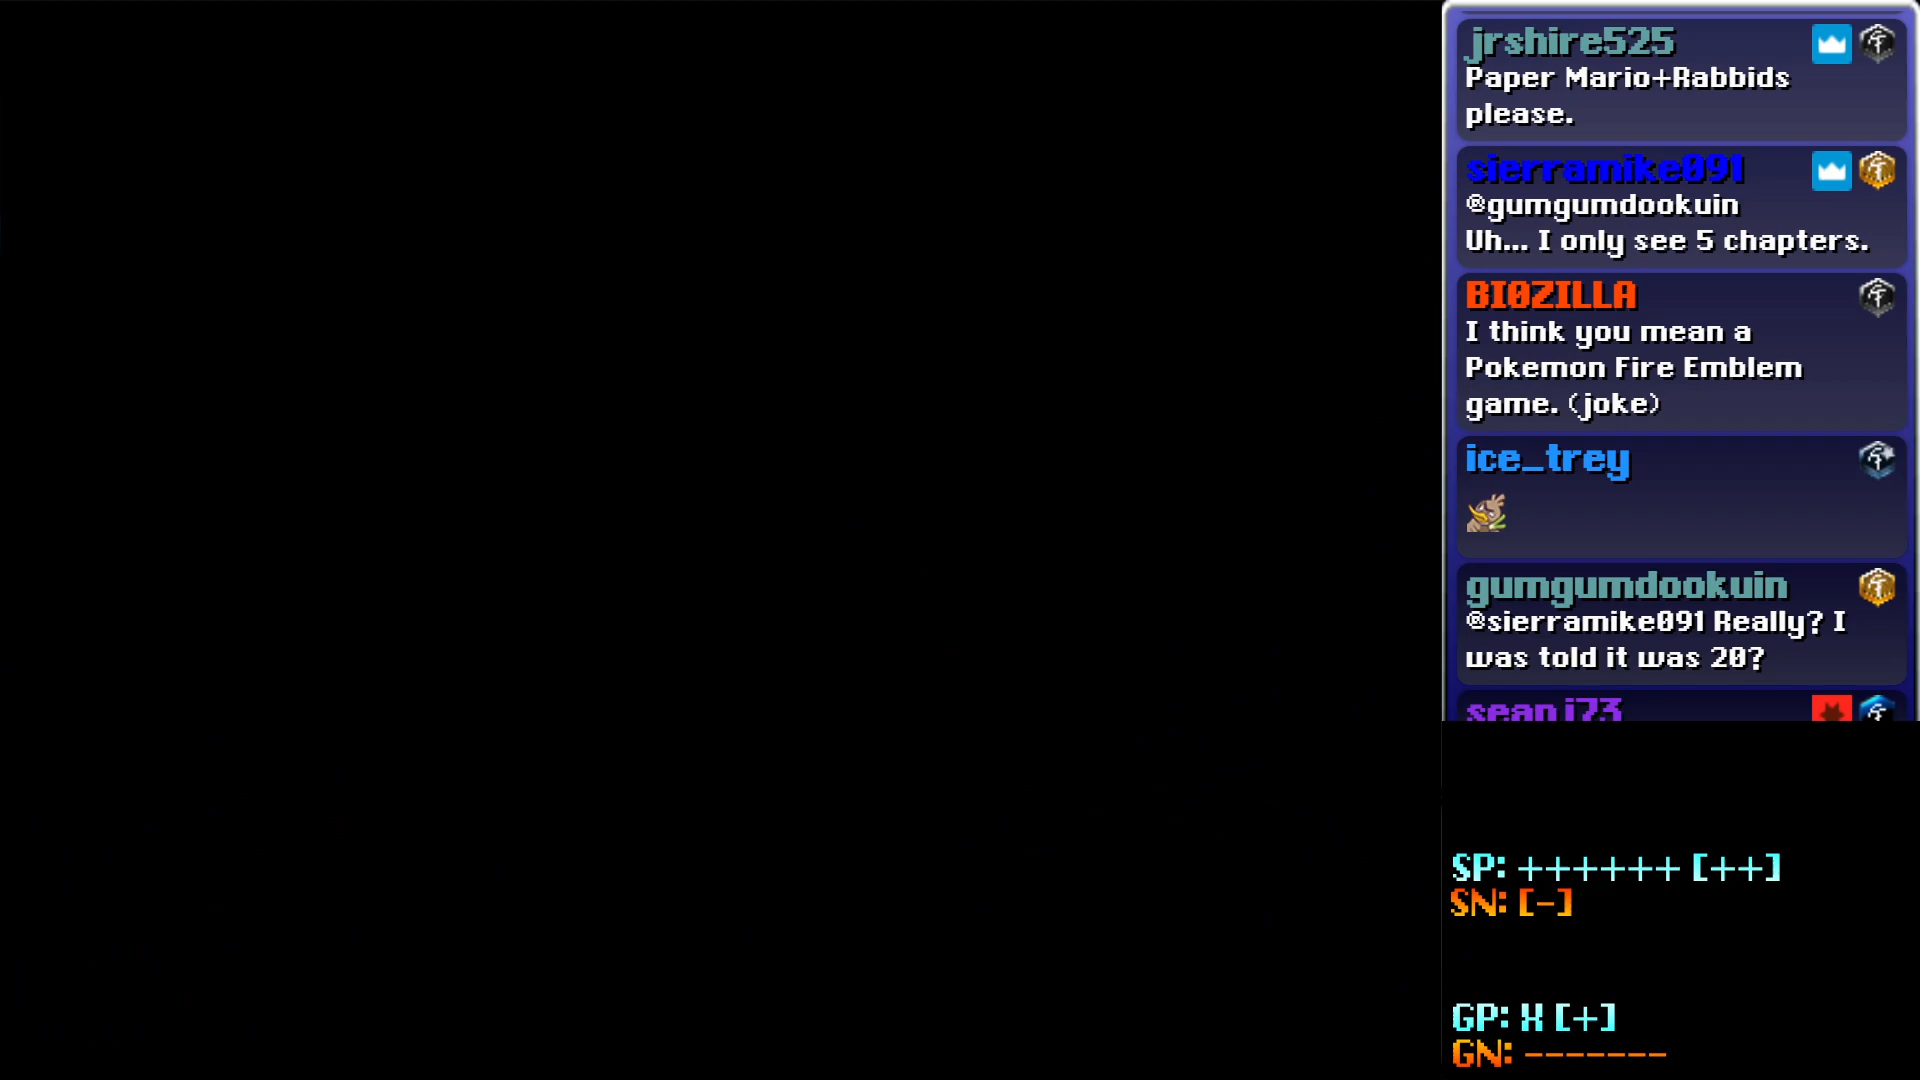 jrshire525
Paper Mario+Rabbids
please.
sierramike091
@gumgumdookuin
Uh... I only see 5 chapters.
BI0ZILLA
I think you mean a
Pokemon Fire Emblem
game. (joke)
ice_trey
gumgumdookuin
@sierramike091 Really? I
was told it was 20?
seanj73
SP: ++++++ [++]
SN: [-]
GP: X [+]
GN: -------